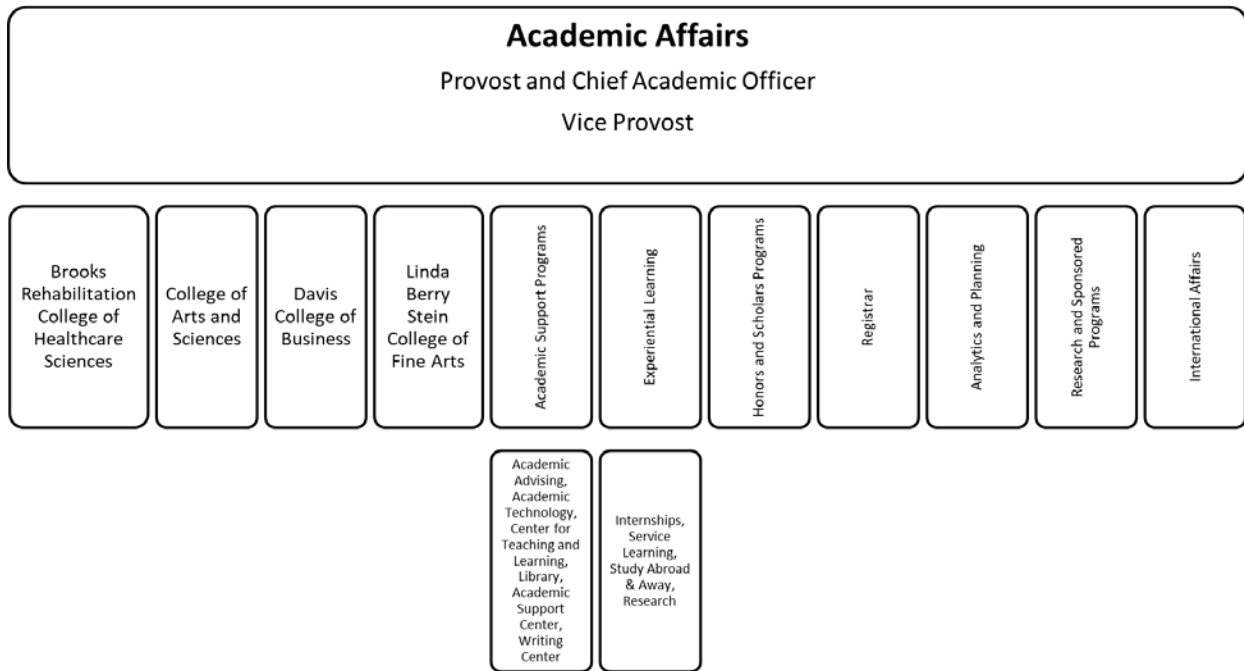 Academic Affairs
Provost and Chief Academic Officer
Vice Provost
Brooks
Rehabilitation
College of
Healthcare
Sciences
College of
Arts and
Sciences
Davis
College of
Business
Linda
Berry
Stein
College of
Fine Arts
Academic Support Programs
Experiential Learning
Honors and Scholars Programs
Registrar
Analytics and Planning
Research and Sponsored
Programs
International Affairs
Academic
Advising,
Academic
Technology,
Center for
Teaching and
Learning,
Library,
Academic
Support
Center,
Writing
Center
Internships,
Service
Learning,
Study Abroad
& Away,
Research